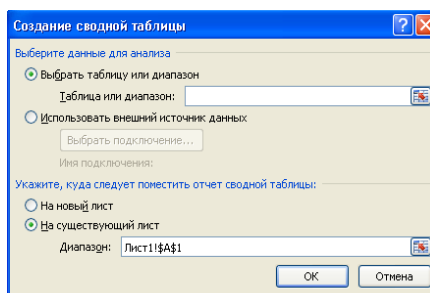 Создание сводной таблицы
Выберите данные для анализа
Выбрать таблицу или диапазон
Таблица или диапазон:
Использовать внешний источник данных
Выбрать подключение...
Имя подключения:
Укажите, куда следует поместить отчет сводной таблицы:
На новый лист
На существующий лист
Диапазон: Лист1!$A$1
ОК Отмена